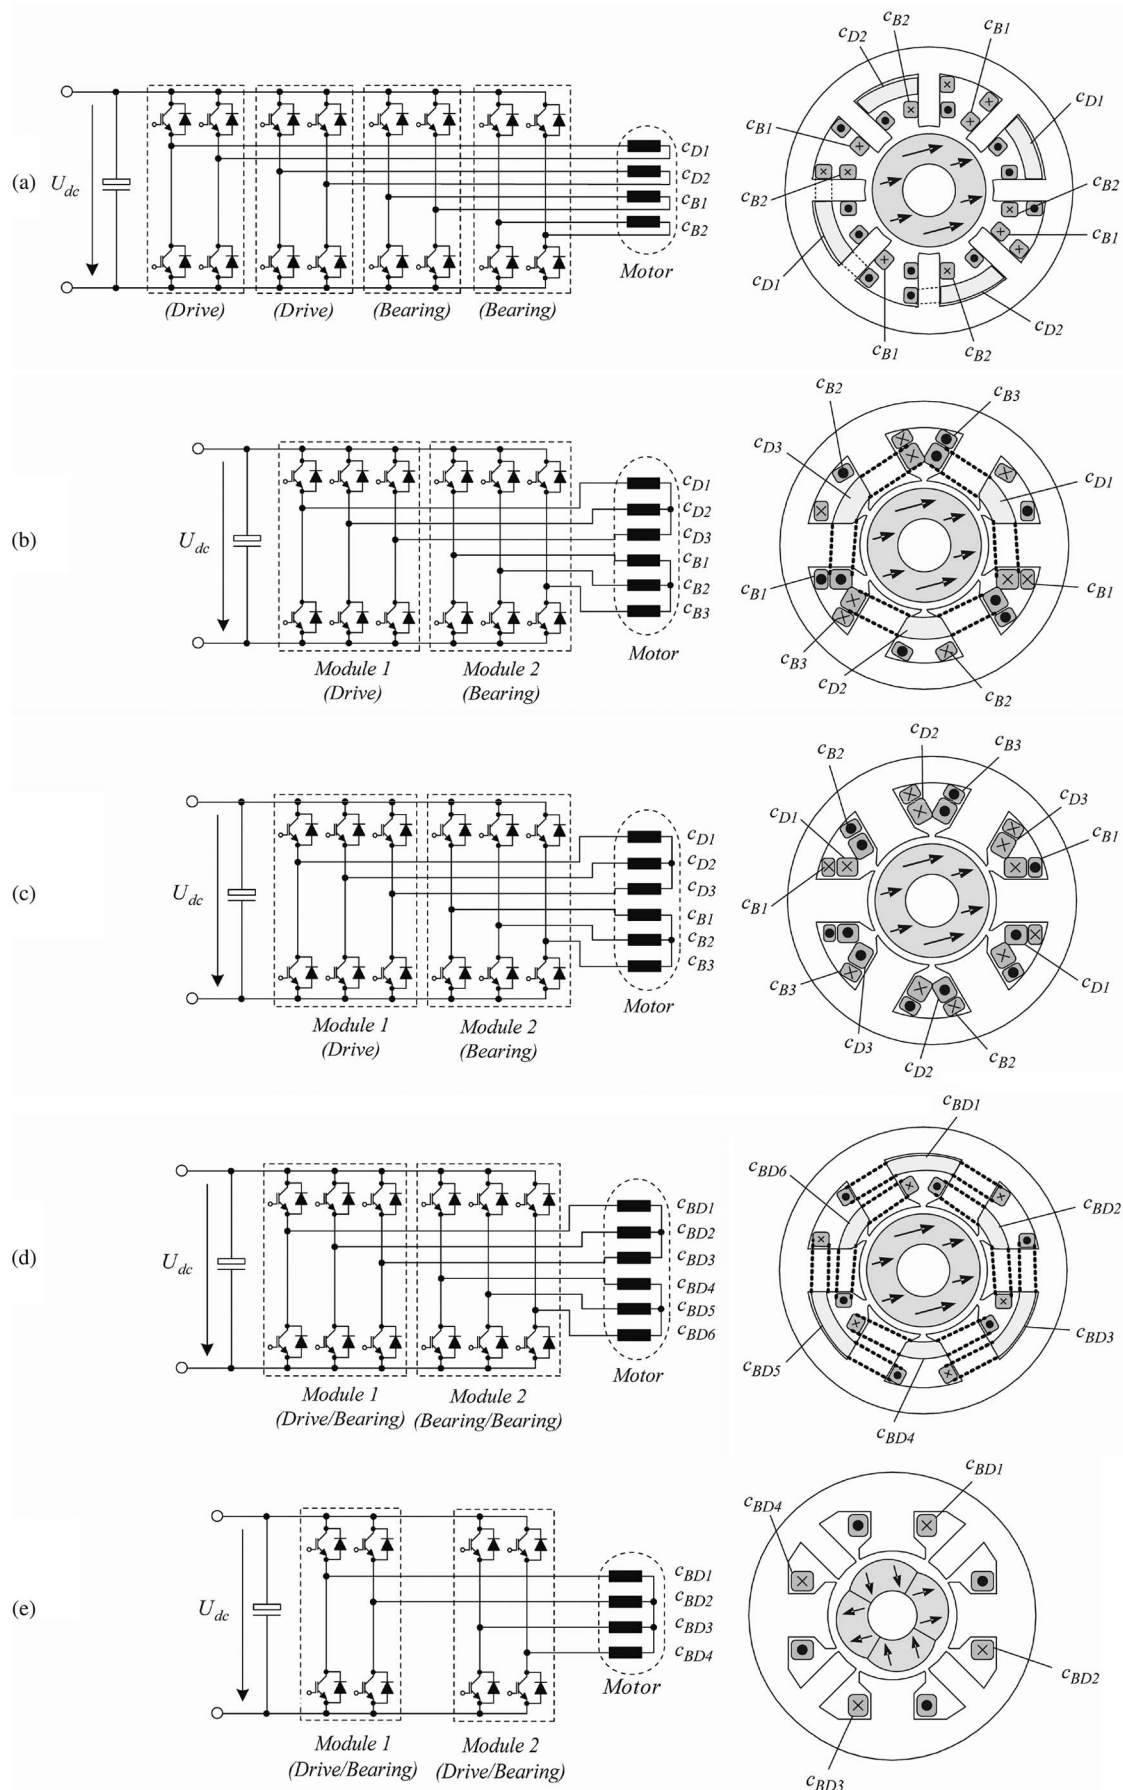 (a)
U_dc
(Drive)
(Drive)
(Bearing)
(Bearing)
c_D1
c_D2
c_B1
c_B2
Motor
c_B2
c_D2
c_B1
c_D1
c_B1
c_B2
c_B2
c_B1
c_D1
c_D2
c_B1
c_B2
(b)
U_dc
Module 1
(Drive)
Module 2
(Bearing)
c_D1
c_D2
c_D3
c_B1
c_B2
c_B3
Motor
c_B2
c_B3
c_D3
c_D1
c_B1
c_B1
c_B3
c_D2
c_B2
(c)
U_dc
Module 1
(Drive)
Module 2
(Bearing)
c_D1
c_D2
c_D3
c_B1
c_B2
c_B3
Motor
c_D2
c_B2
c_B3
c_D1
c_D3
c_B1
c_B1
c_B3
c_D1
c_D3
c_D2
c_B2
(d)
U_dc
Module 1
(Drive/Bearing)
Module 2
(Bearing/Bearing)
c_BD1
c_BD2
c_BD3
c_BD4
c_BD5
c_BD6
Motor
c_BD1
c_BD6
c_BD2
c_BD3
c_BD5
c_BD4
(e)
U_dc
Module 1
(Drive/Bearing)
Module 2
(Drive/Bearing)
c_BD1
c_BD2
c_BD3
c_BD4
Motor
c_BD1
c_BD4
c_BD2
c_BD3